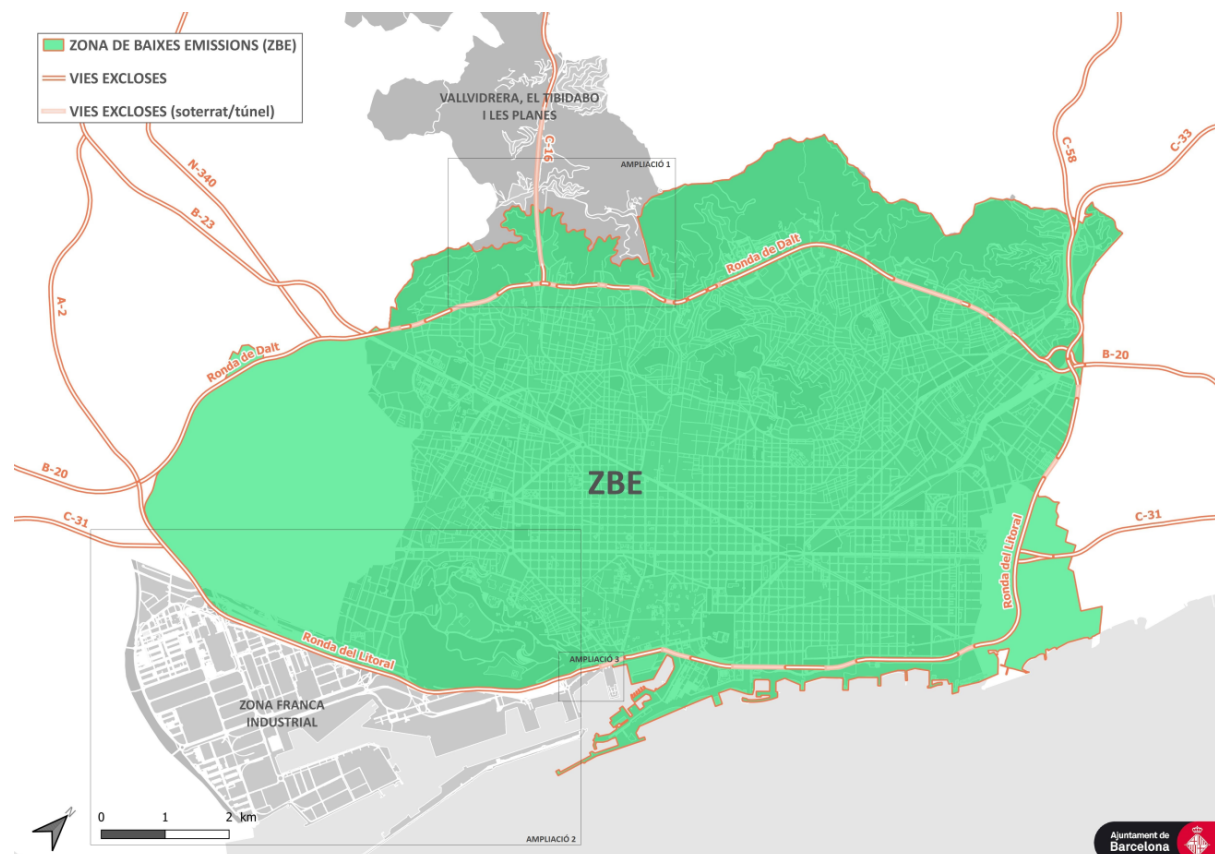 ZONA DE BAIXES EMISSIONS (ZBE)
VIES EXCLOSES
VIES EXCLOSES (soterrat/túnel)
VALLVIDRERA, EL TIBIDABO
I LES PLANES
AMPLIACIÓ 1
C-16
C-58
C-33
N-340
B-23
A-2
Ronda de Dalt
Ronda de Dalt
B-20
B-20
C-31
C-31
ZBE
Ronda del Litoral
Ronda del Litoral
AMPLIACIÓ 3
ZONA FRANCA
INDUSTRIAL
AMPLIACIÓ 2
N
0 1 2 km
Ajuntament de
Barcelona